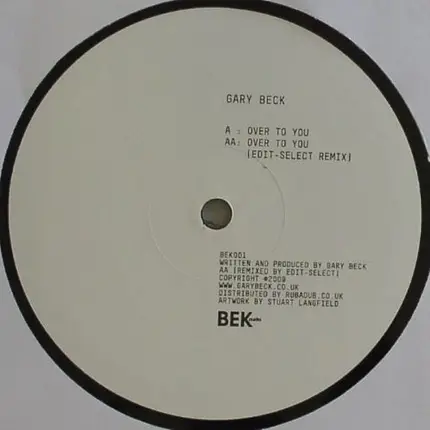 GARY BECK
A : OVER TO YOU
AA: OVER TO YOU
[EDIT-SELECT REMIX]
BEK001
WRITTEN AND PRODUCED BY GARY BECK
AA [REMIXED BY EDIT-SELECT]
COPYRIGHT ©2009
WWW.GARYBECK.CO.UK
DISTRIBUTED BY RUBADUB.CO.UK
ARTWORK BY STUART LANGFIELD
BEK